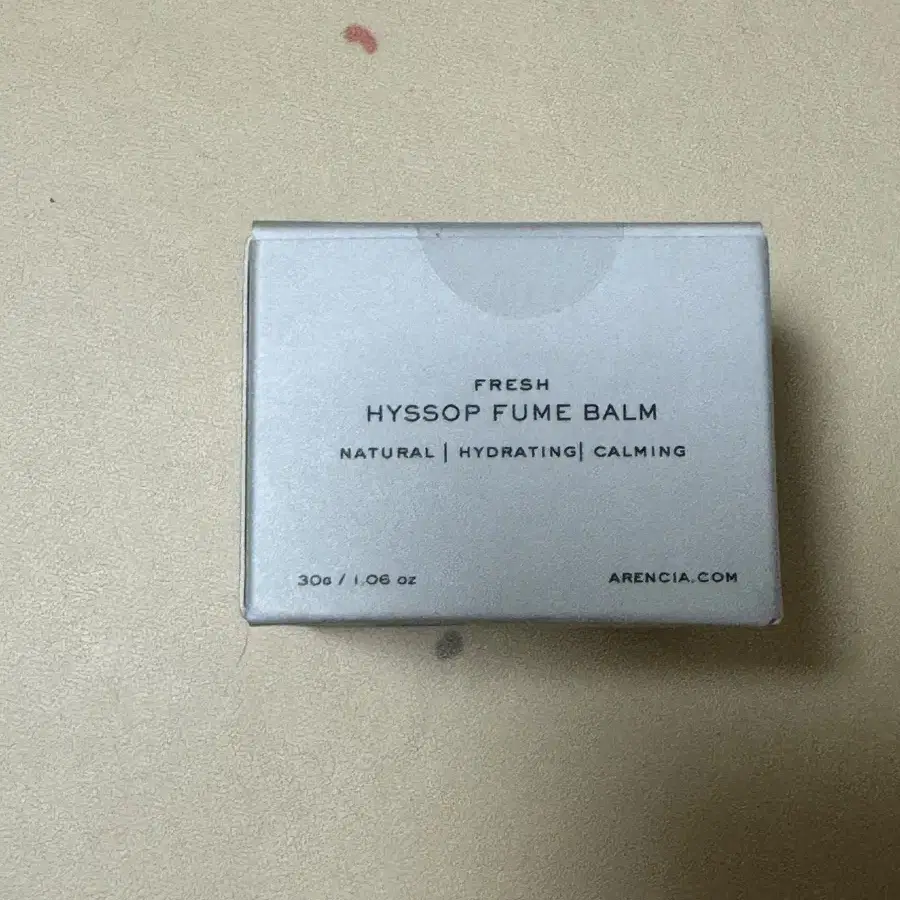 FRESH
HYSSOP FUME BALM
NATURAL | HYDRATING| CALMING
30G / 1.06 oz
ARENCIA.COM